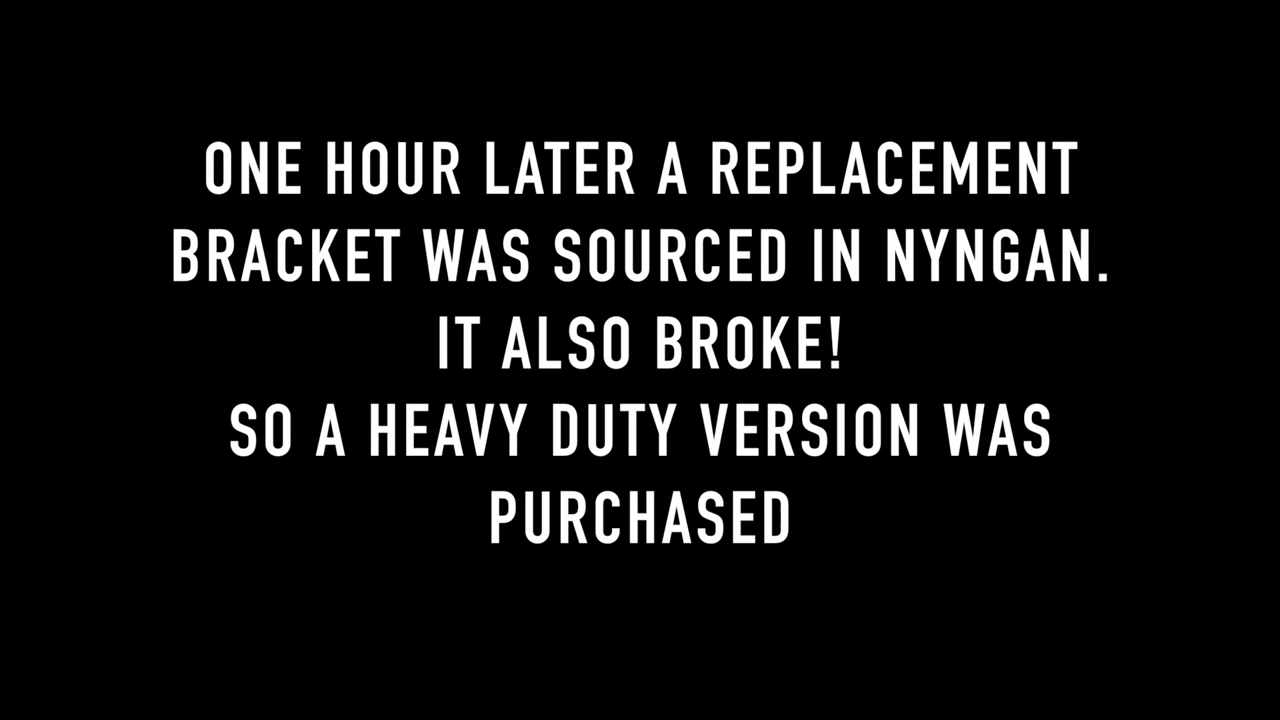 ONE HOUR LATER A REPLACEMENT
BRACKET WAS SOURCED IN NYNGAN.
IT ALSO BROKE!
SO A HEAVY DUTY VERSION WAS
PURCHASED